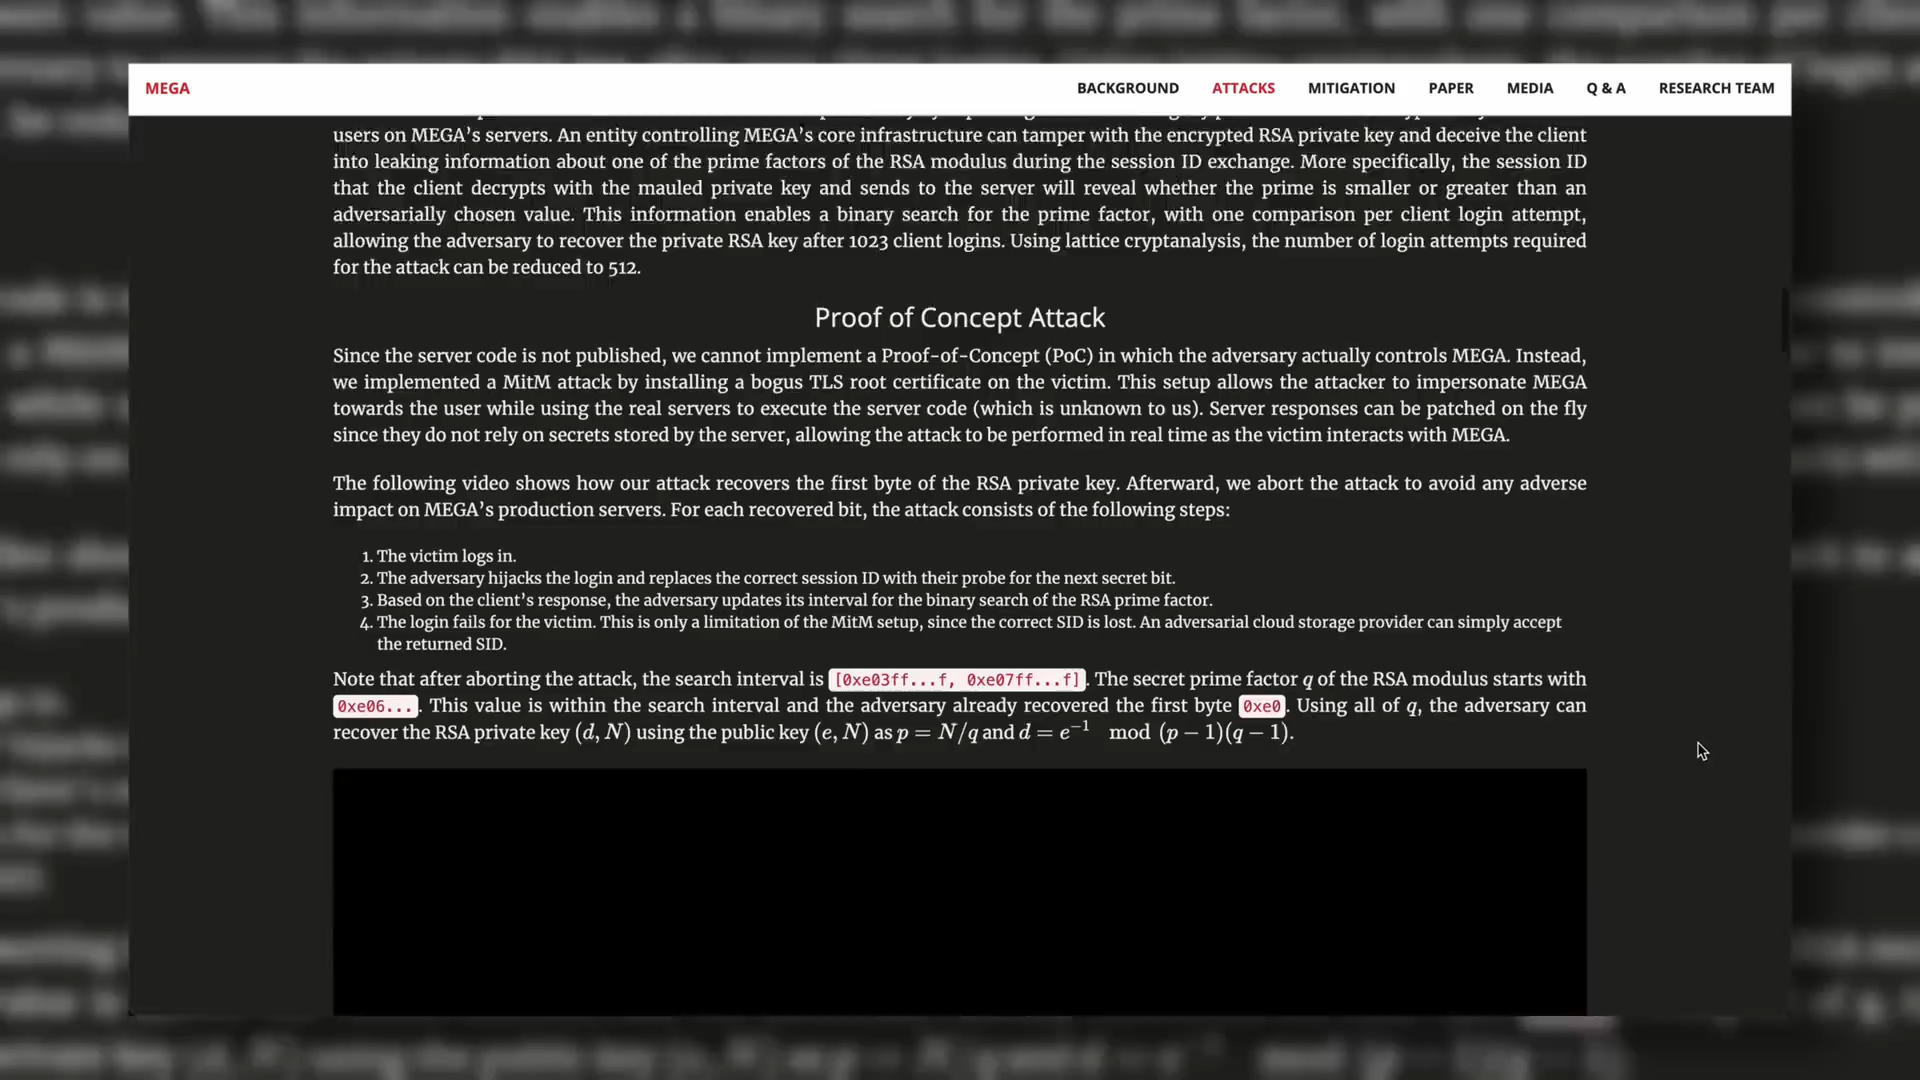 MEGA
BACKGROUND
ATTACKS
MITIGATION
PAPER
MEDIA
Q & A
RESEARCH TEAM
users on MEGA's servers. An entity controlling MEGA's core infrastructure can tamper with the encrypted RSA private key and deceive the client
into leaking information about one of the prime factors of the RSA modulus during the session ID exchange. More specifically, the session ID
that the client decrypts with the mauled private key and sends to the server will reveal whether the prime is smaller or greater than an
adversarially chosen value. This information enables a binary search for the prime factor, with one comparison per client login attempt,
allowing the adversary to recover the private RSA key after 1023 client logins. Using lattice cryptanalysis, the number of login attempts required
for the attack can be reduced to 512.
Proof of Concept Attack
Since the server code is not published, we cannot implement a Proof-of-Concept (PoC) in which the adversary actually controls MEGA. Instead,
we implemented a MitM attack by installing a bogus TLS root certificate on the victim. This setup allows the attacker to impersonate MEGA
towards the user while using the real servers to execute the server code (which is unknown to us). Server responses can be patched on the fly
since they do not rely on secrets stored by the server, allowing the attack to be performed in real time as the victim interacts with MEGA.
The following video shows how our attack recovers the first byte of the RSA private key. Afterward, we abort the attack to avoid any adverse
impact on MEGA's production servers. For each recovered bit, the attack consists of the following steps:
1. The victim logs in.
2. The adversary hijacks the login and replaces the correct session ID with their probe for the next secret bit.
3. Based on the client's response, the adversary updates its interval for the binary search of the RSA prime factor.
4. The login fails for the victim. This is only a limitation of the MitM setup, since the correct SID is lost. An adversarial cloud storage provider can simply accept
the returned SID.
Note that after aborting the attack, the search interval is [0xe03ff...f, 0xe07ff...f]. The secret prime factor q of the RSA modulus starts with
0xe06... . This value is within the search interval and the adversary already recovered the first byte 0xe0. Using all of q, the adversary can
recover the RSA private key (d, N) using the public key (e, N) as p = N/q and d = e⁻¹ mod (p − 1)(q − 1).